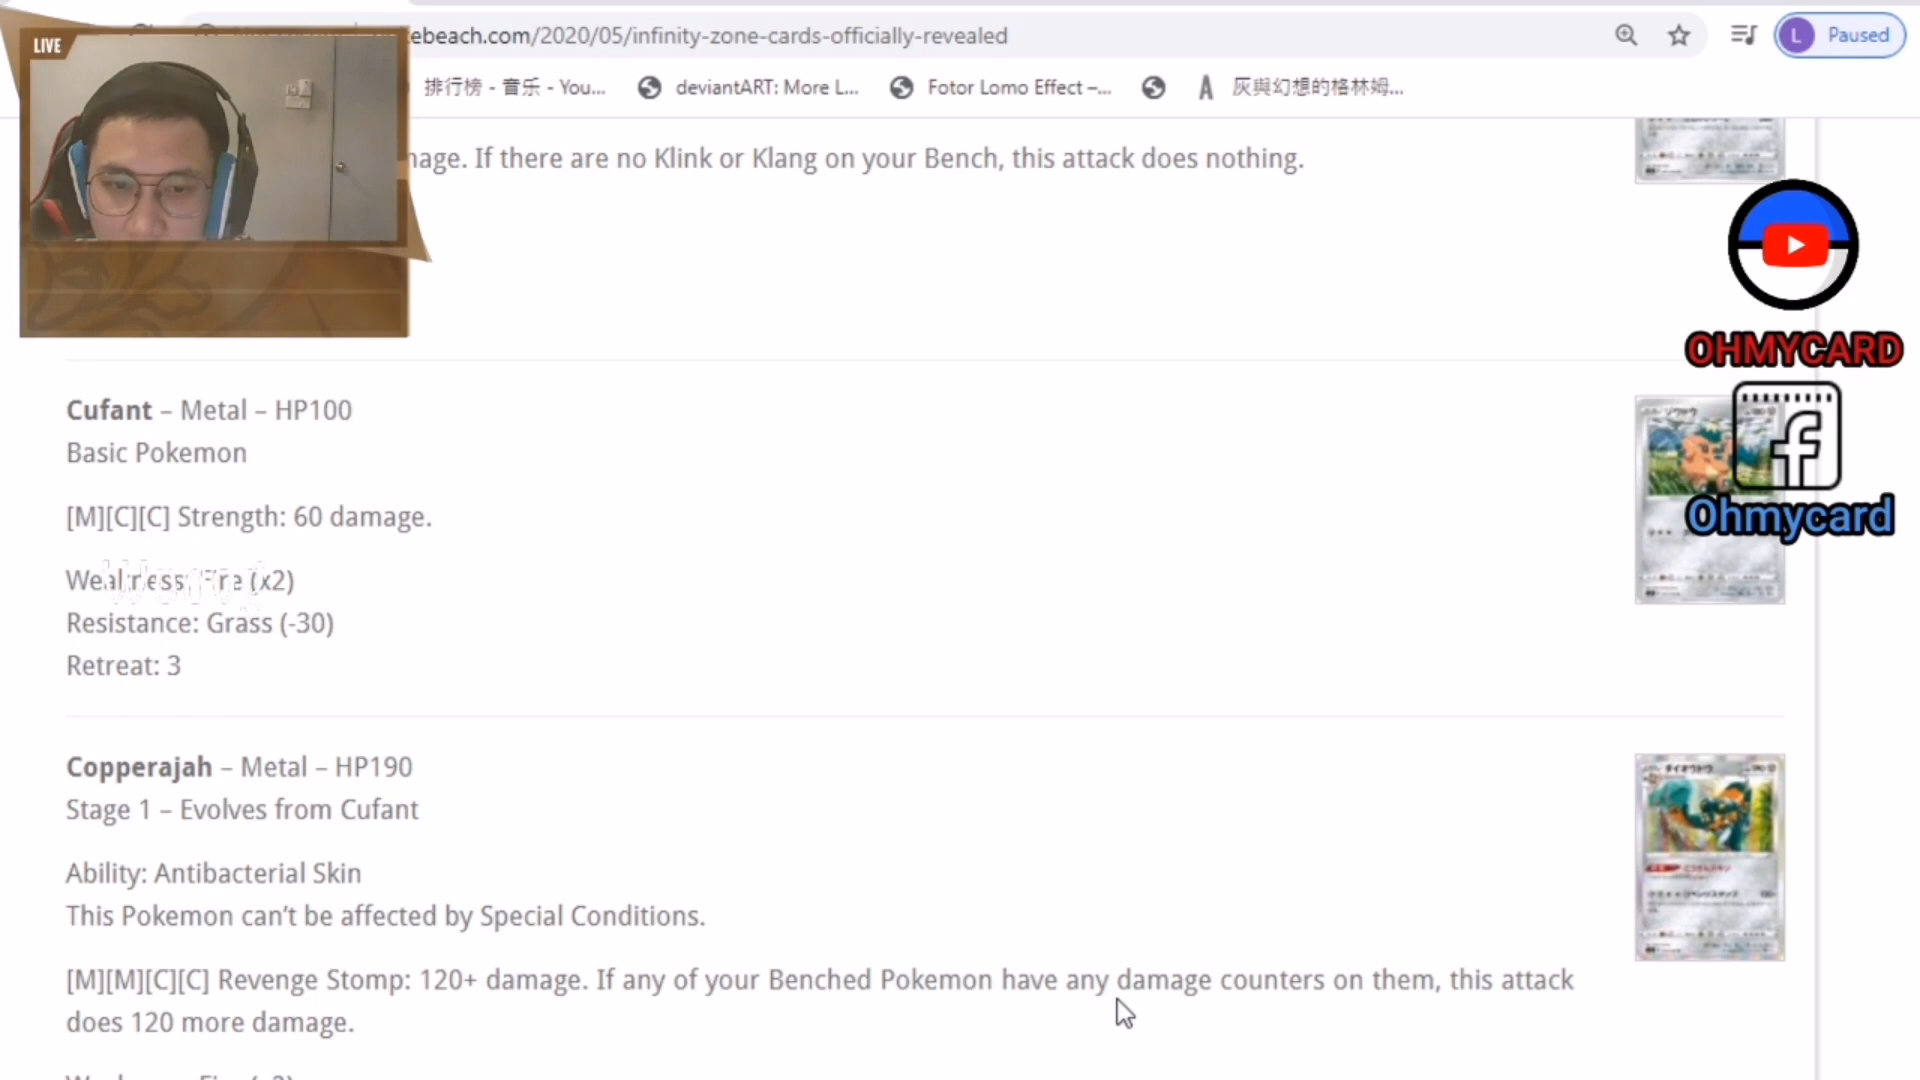 LIVE
ebeach.com/2020/05/infinity-zone-cards-officially-revealed
L Paused
排行榜 - 音乐 - You...
deviantART: More L...
Fotor Lomo Effect –...
灰與幻想的格林姆...
mage. If there are no Klink or Klang on your Bench, this attack does nothing.
OHMYCARD
Ohmycard
Cufant – Metal – HP100
Basic Pokemon
[M][C][C] Strength: 60 damage.
Weakness: Fire (x2)
Resistance: Grass (-30)
Retreat: 3
Copperajah – Metal – HP190
Stage 1 – Evolves from Cufant
Ability: Antibacterial Skin
This Pokemon can’t be affected by Special Conditions.
[M][M][C][C] Revenge Stomp: 120+ damage. If any of your Benched Pokemon have any damage counters on them, this attack
does 120 more damage.